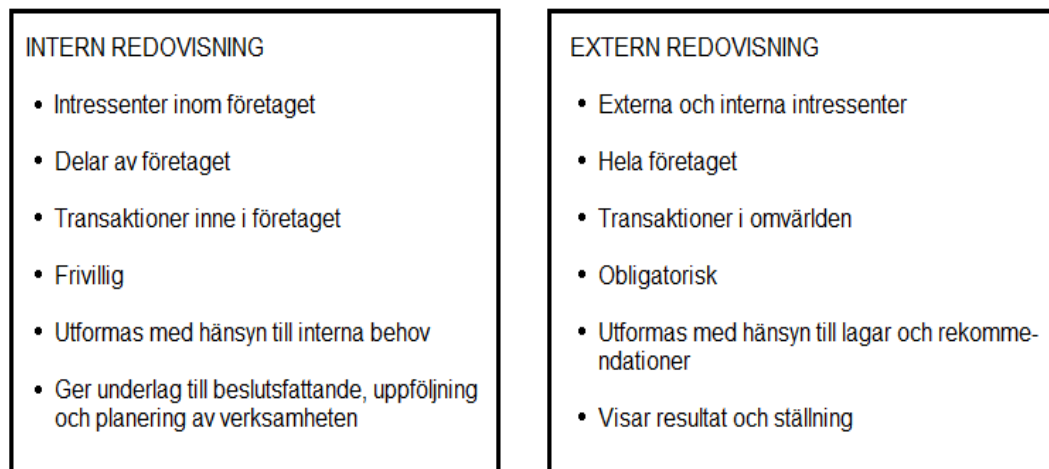 INTERN REDOVISNING
• Intressenter inom företaget
• Delar av företaget
• Transaktioner inne i företaget
• Frivillig
• Utformas med hänsyn till interna behov
• Ger underlag till beslutsfattande, uppföljning
och planering av verksamheten
EXTERN REDOVISNING
• Externa och interna intressenter
• Hela företaget
• Transaktioner i omvärlden
• Obligatorisk
• Utformas med hänsyn till lagar och rekomme-
ndationer
• Visar resultat och ställning